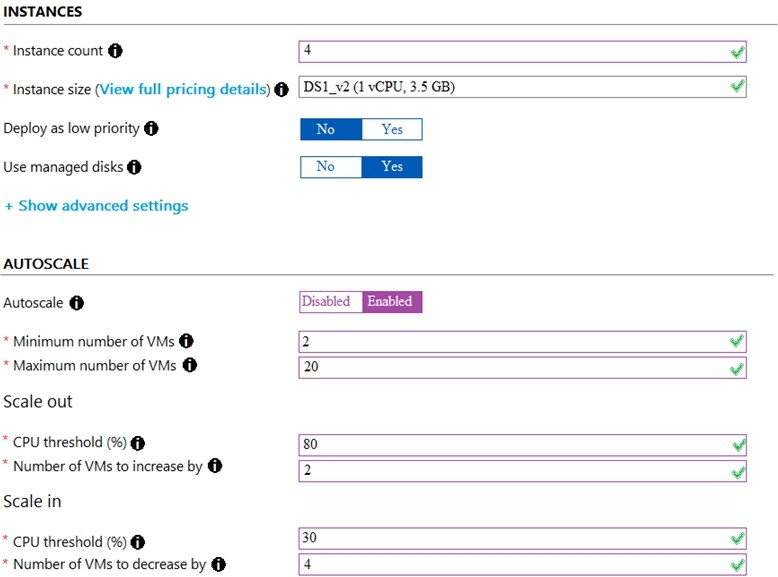 INSTANCES
* Instance count
4
* Instance size (View full pricing details)
DS1_v2 (1 vCPU, 3.5 GB)
Deploy as low priority
No Yes
Use managed disks
No Yes
+ Show advanced settings
AUTOSCALE
Autoscale
Disabled Enabled
* Minimum number of VMs
2
* Maximum number of VMs
20
Scale out
* CPU threshold (%)
80
* Number of VMs to increase by
2
Scale in
* CPU threshold (%)
30
* Number of VMs to decrease by
4